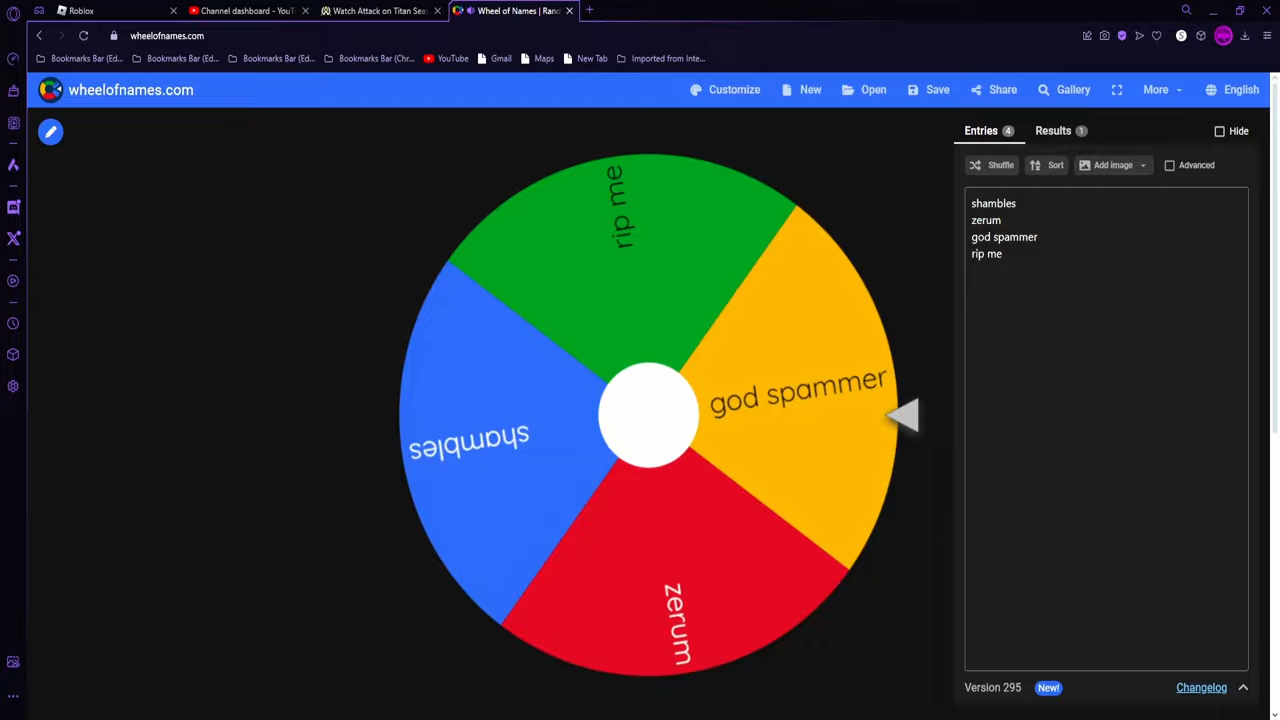 Roblox
Channel dashboard - YouT
Watch Attack on Titan Sea
Wheel of Names | Rand
wheelofnames.com
Bookmarks Bar (Ed...
Bookmarks Bar (Ed...
Bookmarks Bar (Ed...
Bookmarks Bar (Chr...
YouTube
Gmail
Maps
New Tab
Imported from Inte...
wheelofnames.com
Customize
New
Open
Save
Share
Gallery
More
English
Entries 4
Results 1
Hide
Shuffle
Sort
Add image
Advanced
shambles
zerum
god spammer
rip me
rip me
god spammer
shambles
zerum
Version 295
New!
Changelog